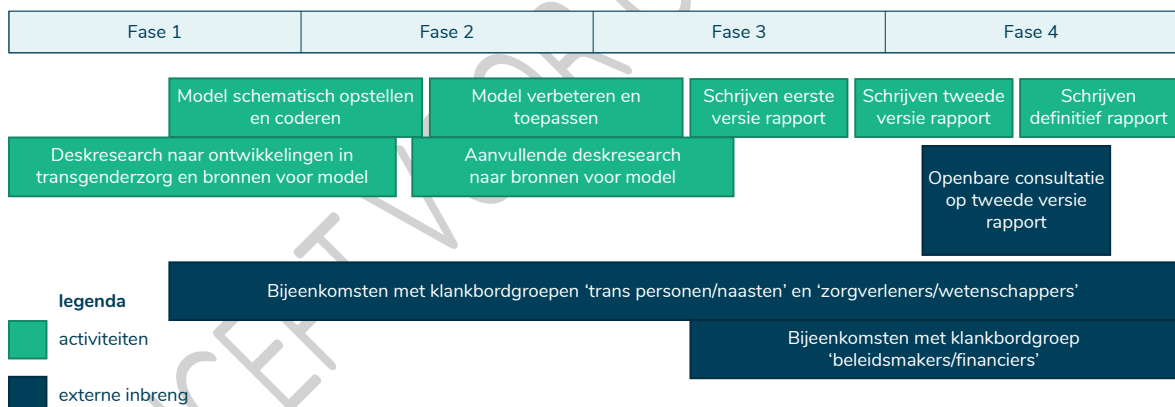 Fase 1
Fase 2
Fase 3
Fase 4
Model schematisch opstellen
en coderen
Model verbeteren en
toepassen
Schrijven eerste
versie rapport
Schrijven tweede
versie rapport
Schrijven
definitief rapport
Deskresearch naar ontwikkelingen in
transgenderzorg en bronnen voor model
Aanvullende deskresearch
naar bronnen voor model
Openbare consultatie
op tweede versie
rapport
Bijeenkomsten met klankbordgroepen ‘trans personen/naasten’ en ‘zorgverleners/wetenschappers’
Bijeenkomsten met klankbordgroep
‘beleidsmakers/financiers’
legenda
activiteiten
externe inbreng